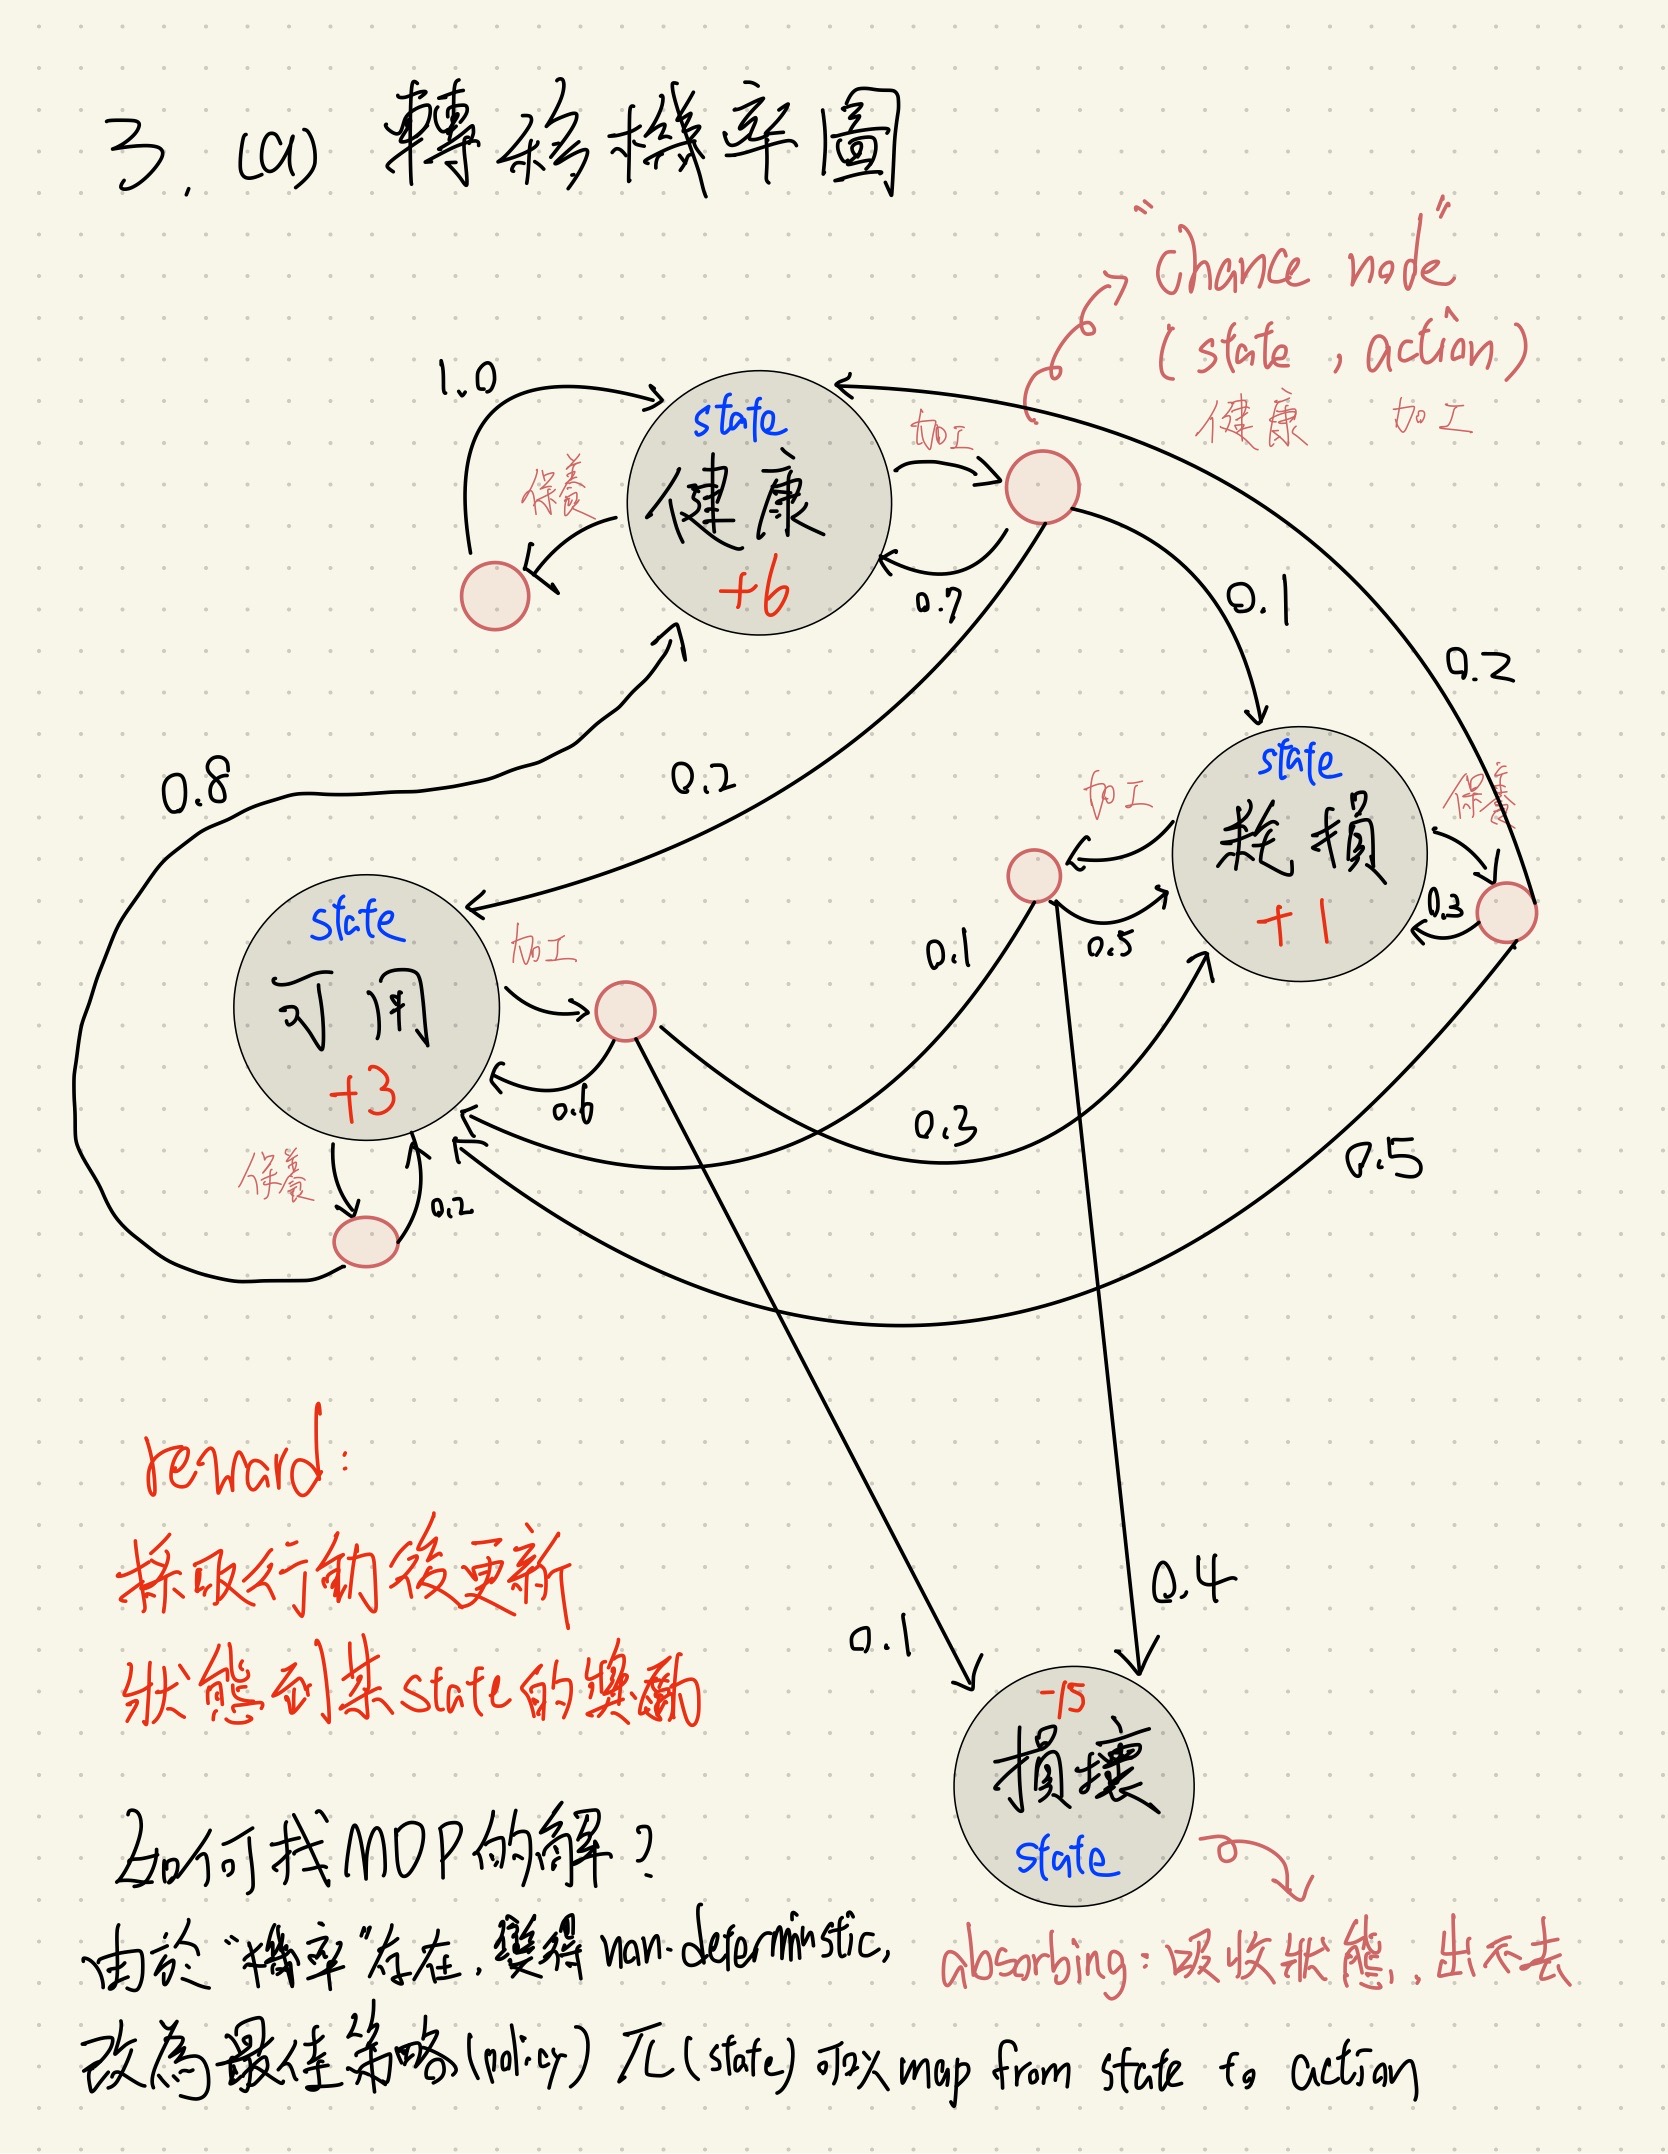 3. (a) 轉移機率圖
"chance node"
(state , action)
健康 加工
1.0
state
健康
+6
加工
保養
0.7
0.1
0.2
0.8
0.2
state
耗損
+1
加工
保養
0.3
0.5
0.1
state
可用
+3
加工
0.6
0.3
保養
0.2
0.5
reward:
採取行動後更新
狀態到某state的獎勵
0.1
0.4
-15
損壞
state
absorbing: 吸收狀態, 出不去
如何找MDP的解?
由於"機率"存在, 變得 non-deterministic,
改為最佳策略(policy) π(state) 可以 map from state to action